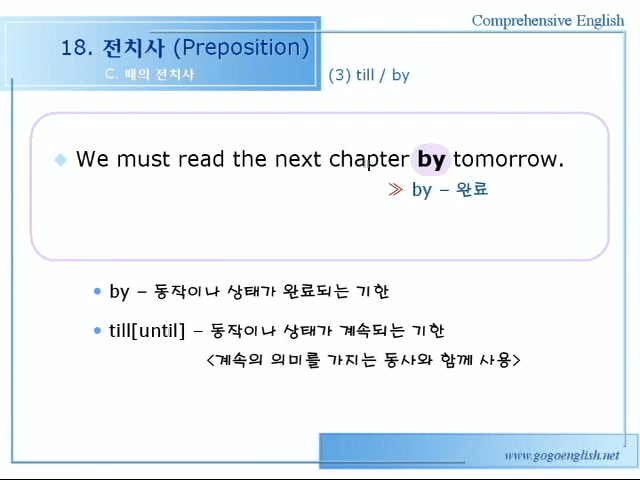 Comprehensive English
18. 전치사 (Preposition)
C. 때의 전치사
(3) till / by
We must read the next chapter by tomorrow.
≫ by – 완료
• by – 동작이나 상태가 완료되는 기한
• till[until] – 동작이나 상태가 계속되는 기한
<계속의 의미를 가지는 동사와 함께 사용>
www.gogoenglish.net